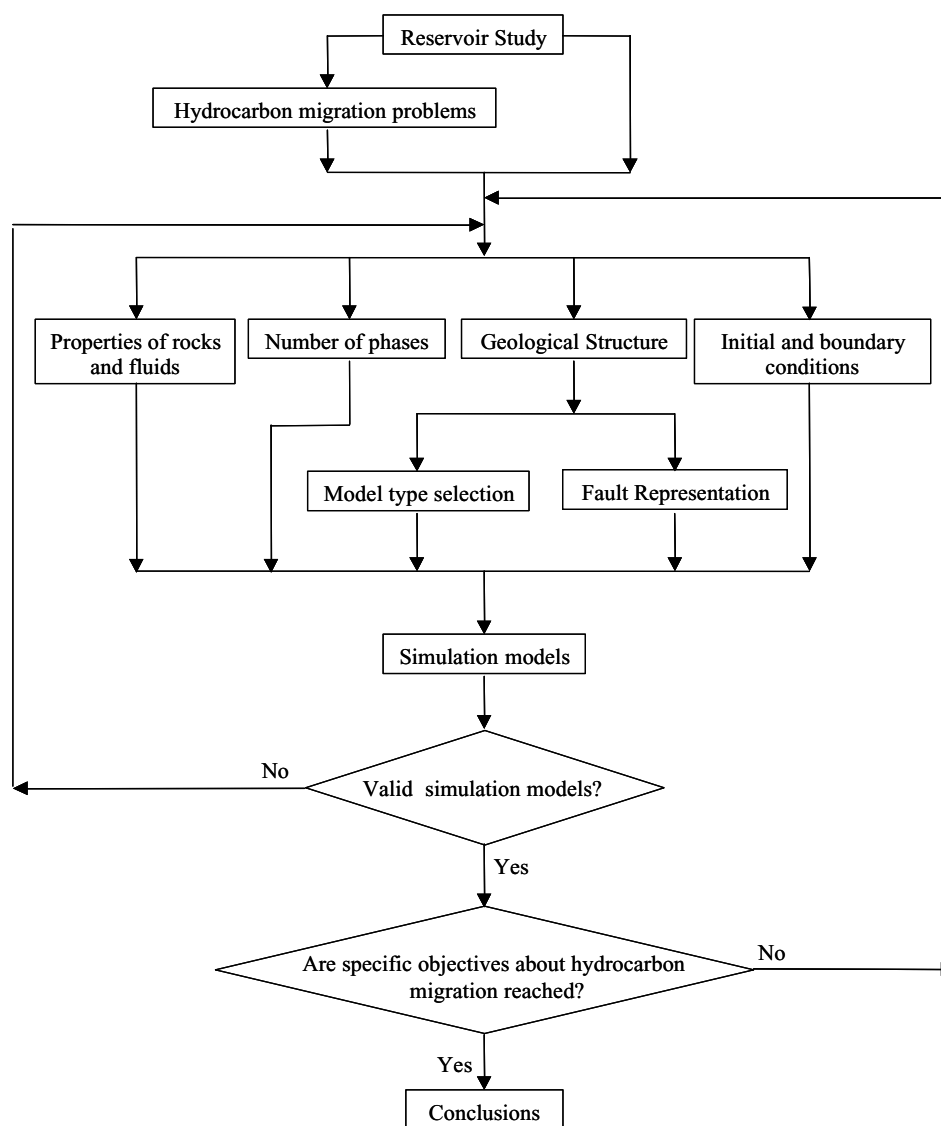 Reservoir Study
Hydrocarbon migration problems
Properties of rocks
and fluids
Number of phases
Geological Structure
Initial and boundary
conditions
Model type selection
Fault Representation
Simulation models
No
Valid simulation models?
Yes
No
Are specific objectives about hydrocarbon
migration reached?
Yes
Conclusions